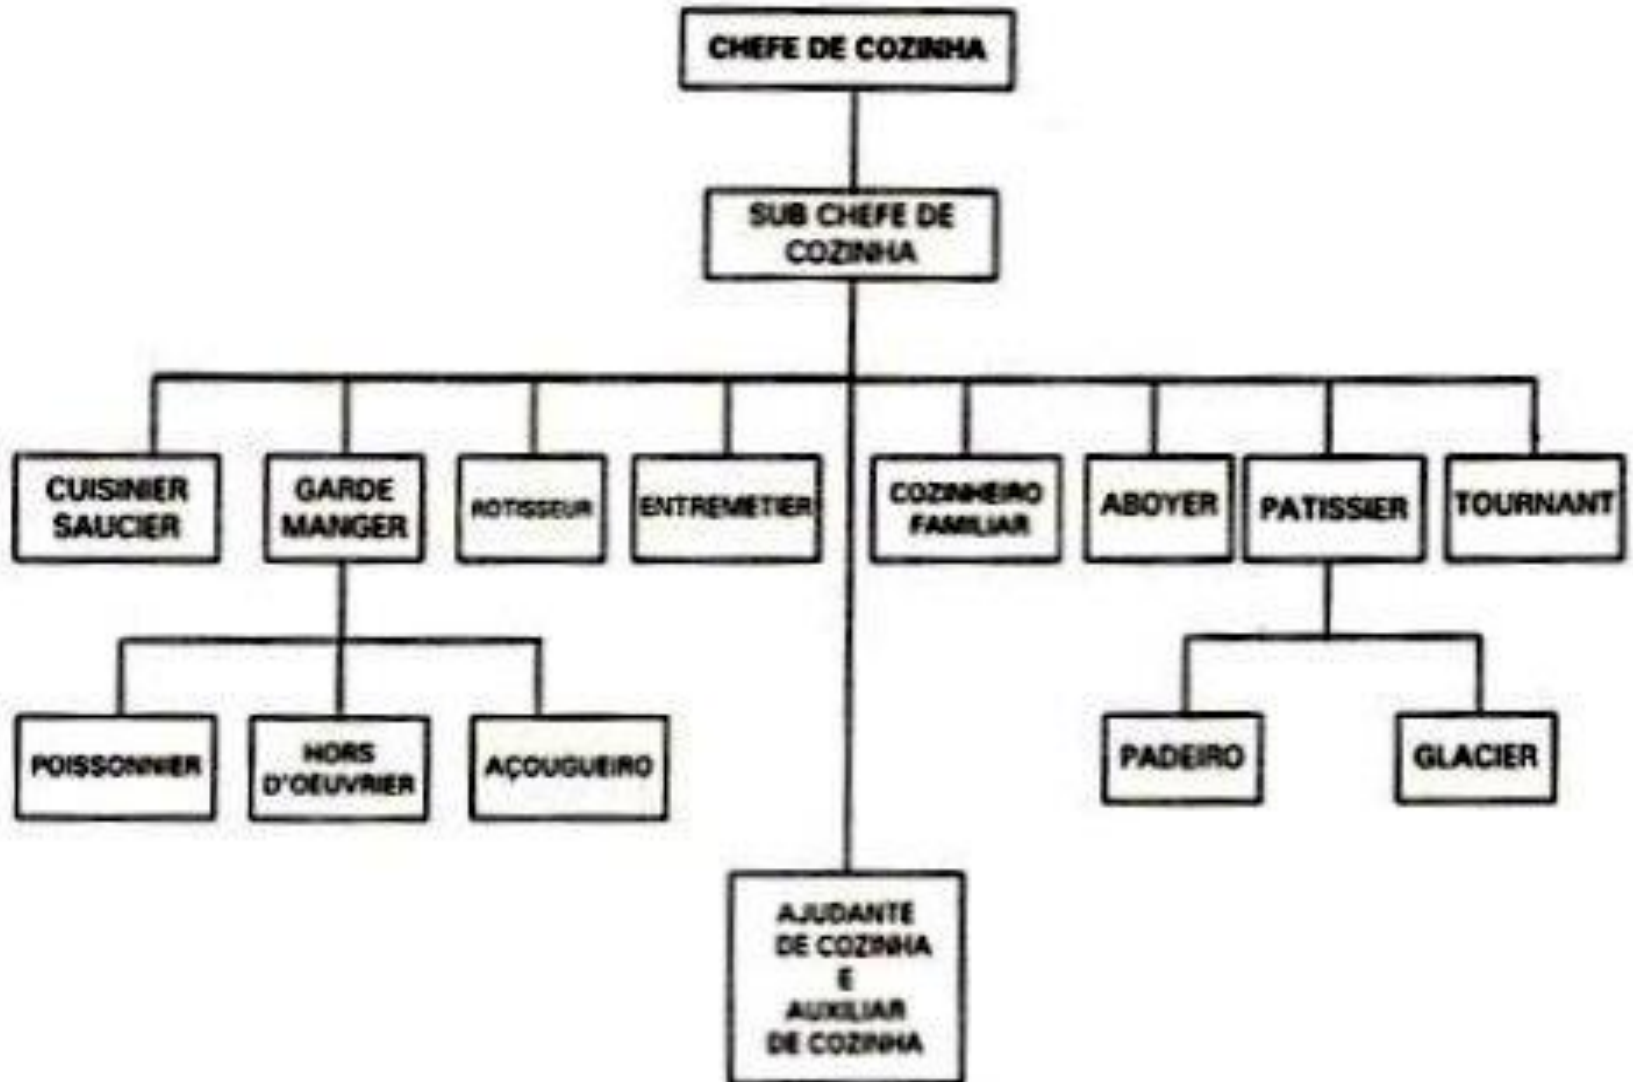 CHEFE DE COZINHA
SUB CHEFE DE
COZINHA
CUISINIER
SAUCIER
GARDE
MANGER
ROTISSEUR
ENTREMETIER
COZINHEIRO
FAMILIAR
ABOYER
PATISSIER
TOURNANT
POISSONNIER
HORS
D'OEUVRIER
AÇOUGUEIRO
PADEIRO
GLACIER
AJUDANTE
DE COZINHA
E
AUXILIAR
DE COZINHA